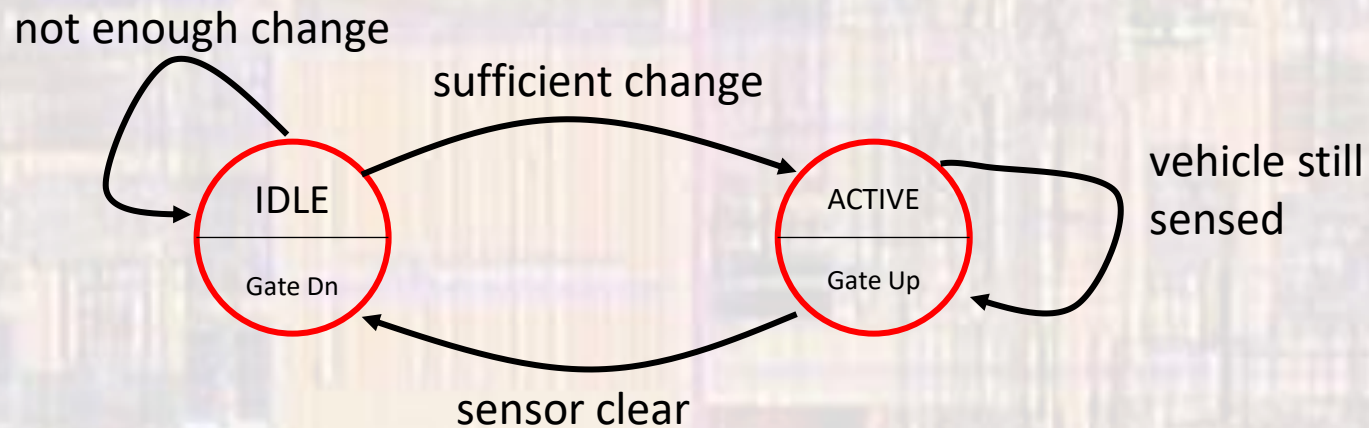 not enough change
sufficient change
vehicle still
sensed
IDLE
Gate Dn
ACTIVE
Gate Up
sensor clear